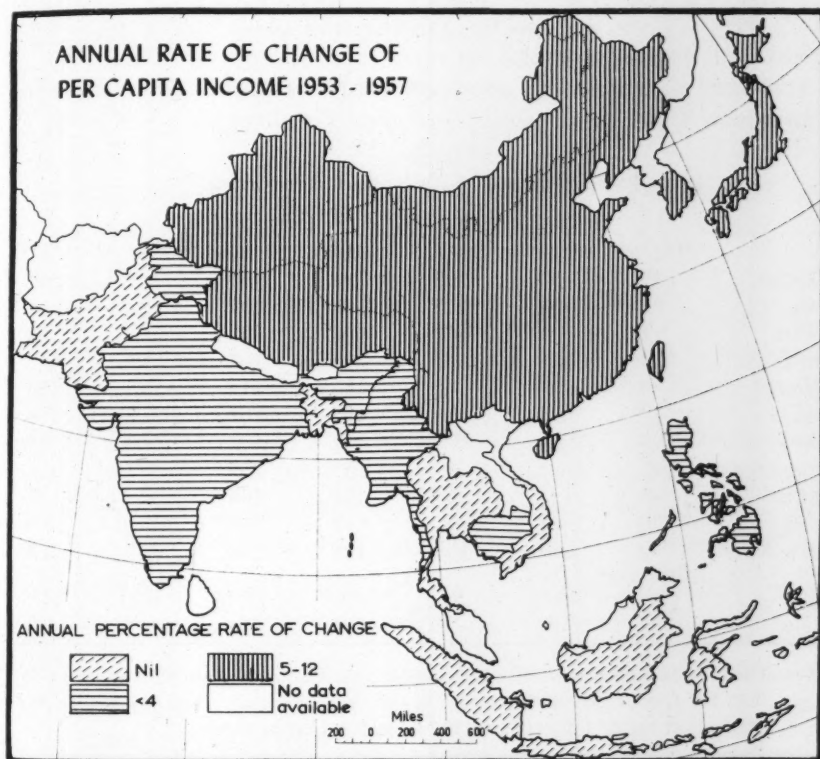 ANNUAL RATE OF CHANGE OF
PER CAPITA INCOME 1953 - 1957
ANNUAL PERCENTAGE RATE OF CHANGE
Nil
5-12
<4
No data
available
Miles
200 0 200 400 600